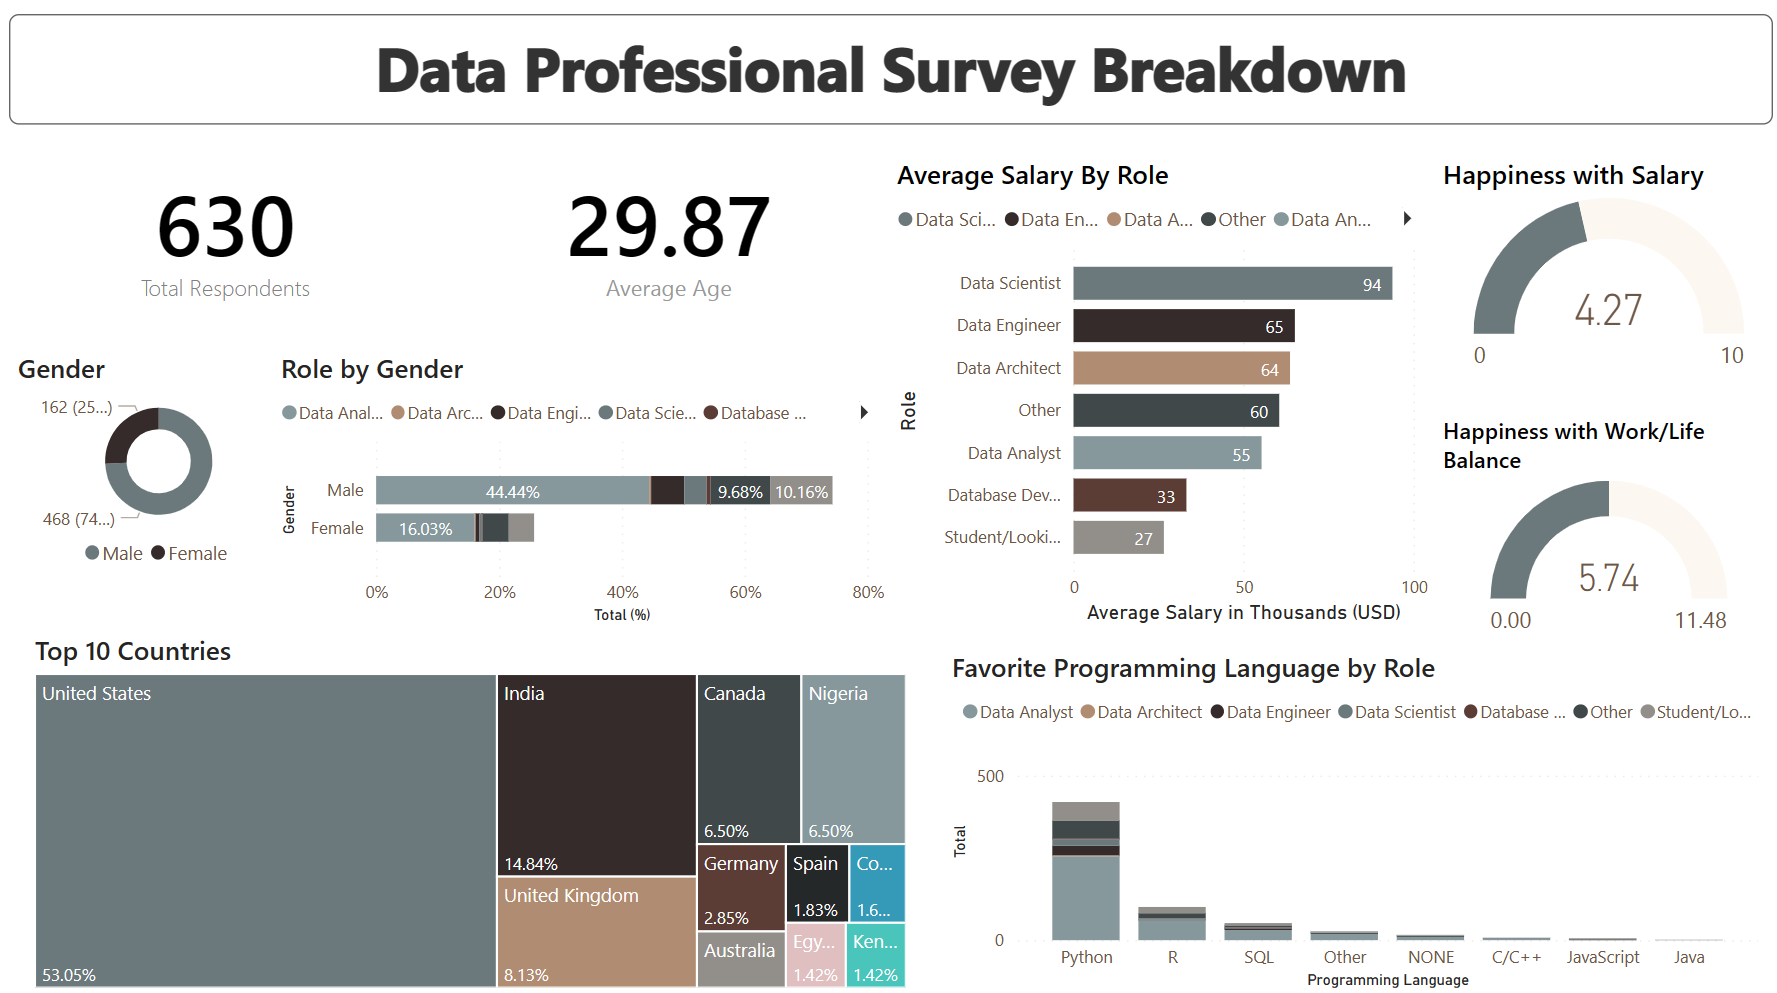 Data Professional Survey Breakdown
630
Total Respondents
29.87
Average Age
Gender
162 (25...)
468 (74...)
Male Female
Role by Gender
Data Anal... Data Arc... Data Engi... Data Scie... Database ...
Gender
Male 44.44% 9.68% 10.16%
Female 16.03%
0% 20% 40% 60% 80%
Total (%)
Average Salary By Role
Data Sci... Data En... Data A... Other Data An...
Role
Data Scientist 94
Data Engineer 65
Data Architect 64
Other 60
Data Analyst 55
Database Dev... 33
Student/Looki... 27
0 50 100
Average Salary in Thousands (USD)
Happiness with Salary
4.27
0 10
Happiness with Work/Life
Balance
5.74
0.00 11.48
Top 10 Countries
United States
53.05%
India
14.84%
United Kingdom
8.13%
Canada
6.50%
Nigeria
6.50%
Germany
2.85%
Australia
Spain
1.83%
Co...
1.6...
Egy...
1.42%
Ken...
1.42%
Favorite Programming Language by Role
Data Analyst Data Architect Data Engineer Data Scientist Database ... Other Student/Lo...
Total
500
0
Python R SQL Other NONE C/C++ JavaScript Java
Programming Language